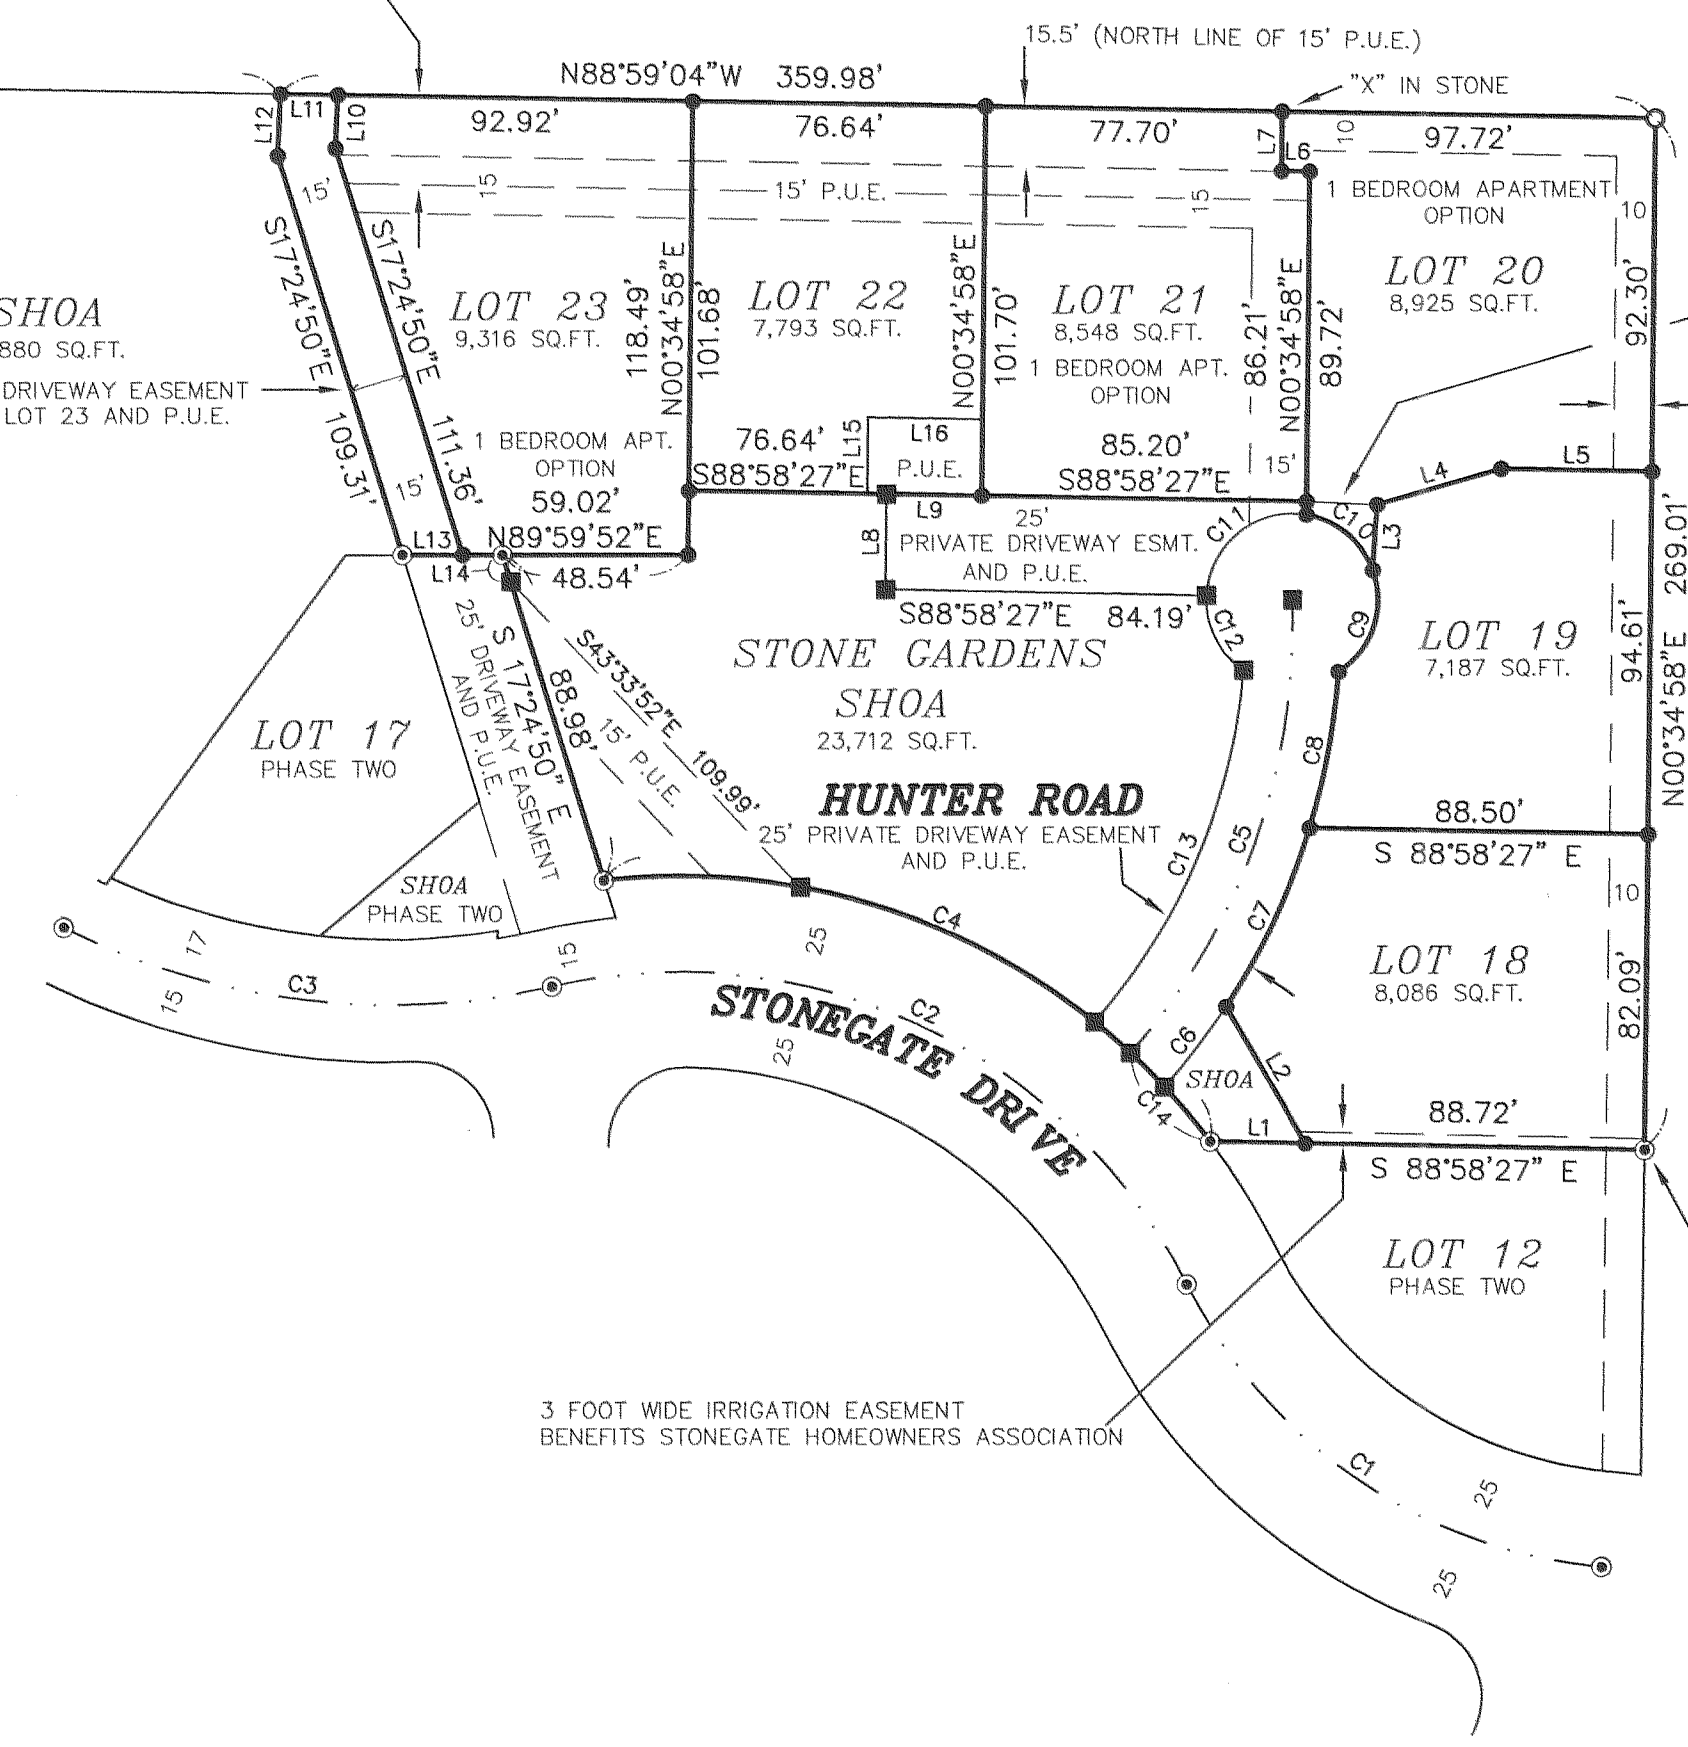 15.5' (NORTH LINE OF 15' P.U.E.)
N88°59'04"W 359.98'
"X" IN STONE
L12
L11
L10
92.92'
76.64'
77.70'
L7
L6
10
97.72'
15'
15
15' P.U.E.
15
1 BEDROOM APARTMENT
OPTION
10
S17°24'50"E
109.31'
S17°24'50"E
111.36'
15'
SHOA
880 SQ.FT.
DRIVEWAY EASEMENT
LOT 23 AND P.U.E.
LOT 23
9,316 SQ.FT.
118.49'
N00°34'58"E
101.68'
LOT 22
7,793 SQ.FT.
N00°34'58"E
101.70'
LOT 21
8,548 SQ.FT.
1 BEDROOM APT.
OPTION
86.21'
N00°34'58"E
89.72'
LOT 20
8,925 SQ.FT.
92.30'
1 BEDROOM APT.
OPTION
59.02'
76.64'
S88°58'27"E
L15
L16
P.U.E.
85.20'
S88°58'27"E
15'
L4
L5
L13
N89°59'52"E
L14
48.54'
L8
L9
25'
PRIVATE DRIVEWAY ESMT.
AND P.U.E.
C11
C10
L3
S88°58'27"E 84.19'
C12
C9
269.01'
N00°34'58"E
LOT 19
7,187 SQ.FT.
94.61'
STONE GARDENS
SHOA
23,712 SQ.FT.
25' DRIVEWAY EASEMENT
AND P.U.E.
S 17°24'50" E
88.98'
S43°33'52"E 109.99'
15' P.U.E.
LOT 17
PHASE TWO
HUNTER ROAD
25' PRIVATE DRIVEWAY EASEMENT
AND P.U.E.
C13
C5
C8
88.50'
S 88°58'27" E
SHOA
PHASE TWO
10
C4
C7
LOT 18
8,086 SQ.FT.
82.09'
17
15
C3
15
25
C2
25
STONEGATE DRIVE
C6
SHOA
L2
C14
L1
88.72'
S 88°58'27" E
LOT 12
PHASE TWO
3 FOOT WIDE IRRIGATION EASEMENT
BENEFITS STONEGATE HOMEOWNERS ASSOCIATION
C1
25
25